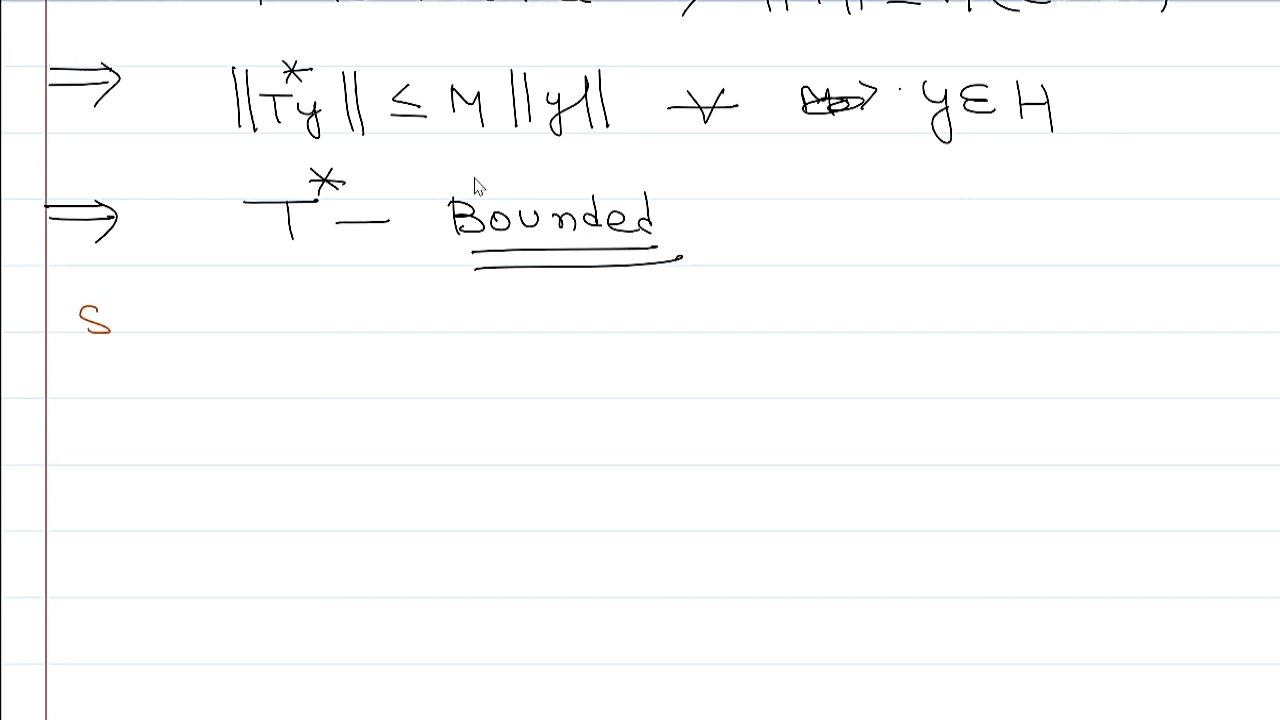 ⇒ ||T*y|| ≤ M ||y|| ∀ y ∈ H
⇒ T* — Bounded
S